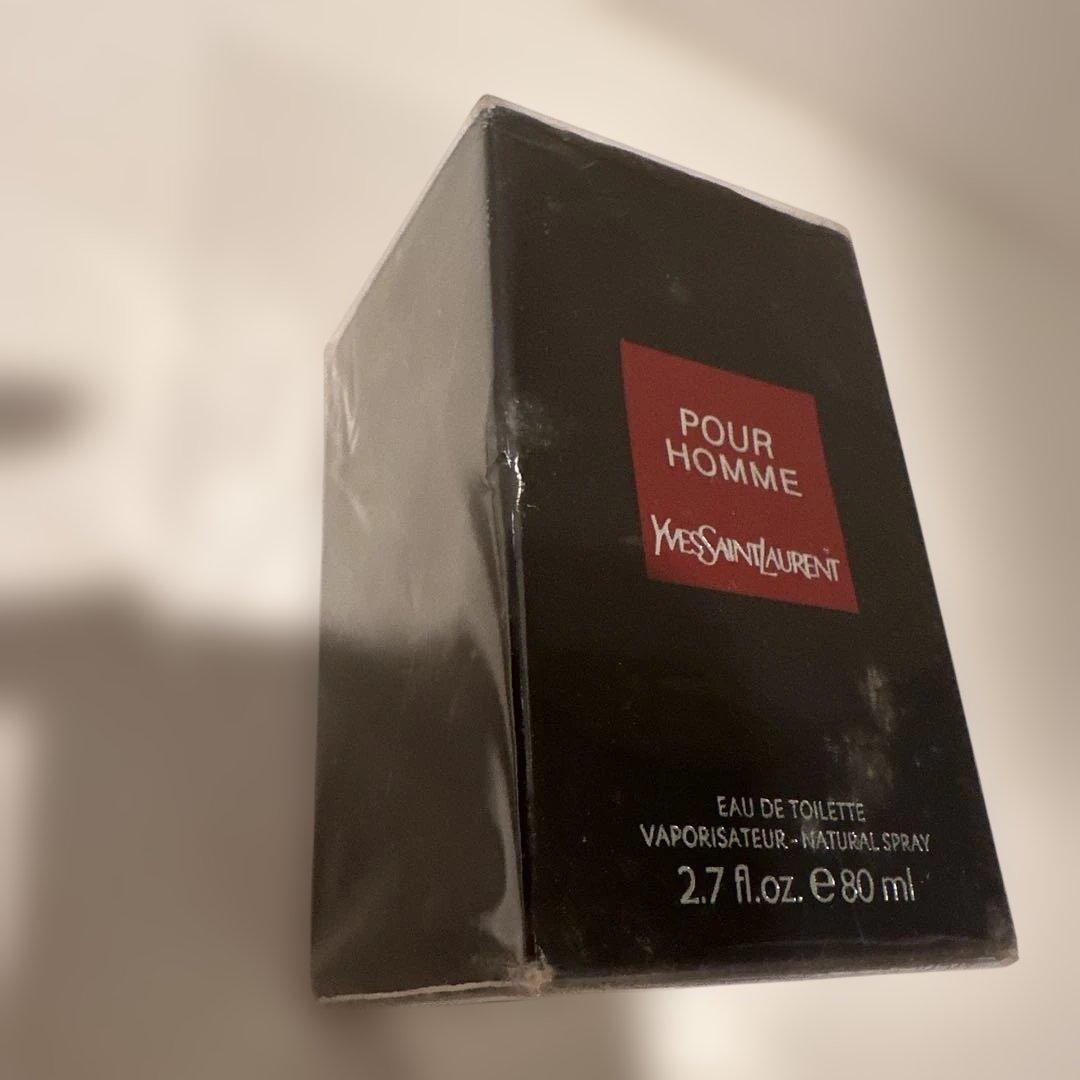 POUR
HOMME
YVESSAINTLAURENT
EAU DE TOILETTE
VAPORISATEUR - NATURAL SPRAY
2.7 fl.oz. e 80 ml